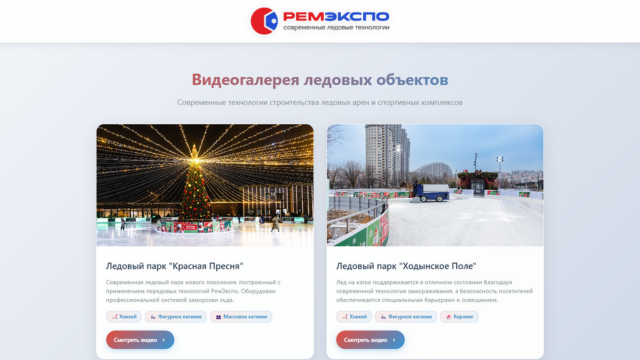 РЕМЭКСПО
современные ледовые технологии
Видеогалерея ледовых объектов
Современные технологии строительства ледовых арен и спортивных комплексов
Ледовый парк "Красная Пресня"
Современная ледовый парк нового поколения, построенный с
применением передовых технологий РемЭкспо. Оборудован
профессиональной системой заморозки льда.
Хоккей
Фигурное катание
Массовое катание
Смотреть видео
Ледовый парк "Ходынское Поле"
Лед на катке поддерживается в отличном состоянии благодаря
современной технологии замораживания, а безопасность посетителей
обеспечивается специальными барьерами и освещением.
Хоккей
Фигурное катание
Керлинг
Смотреть видео